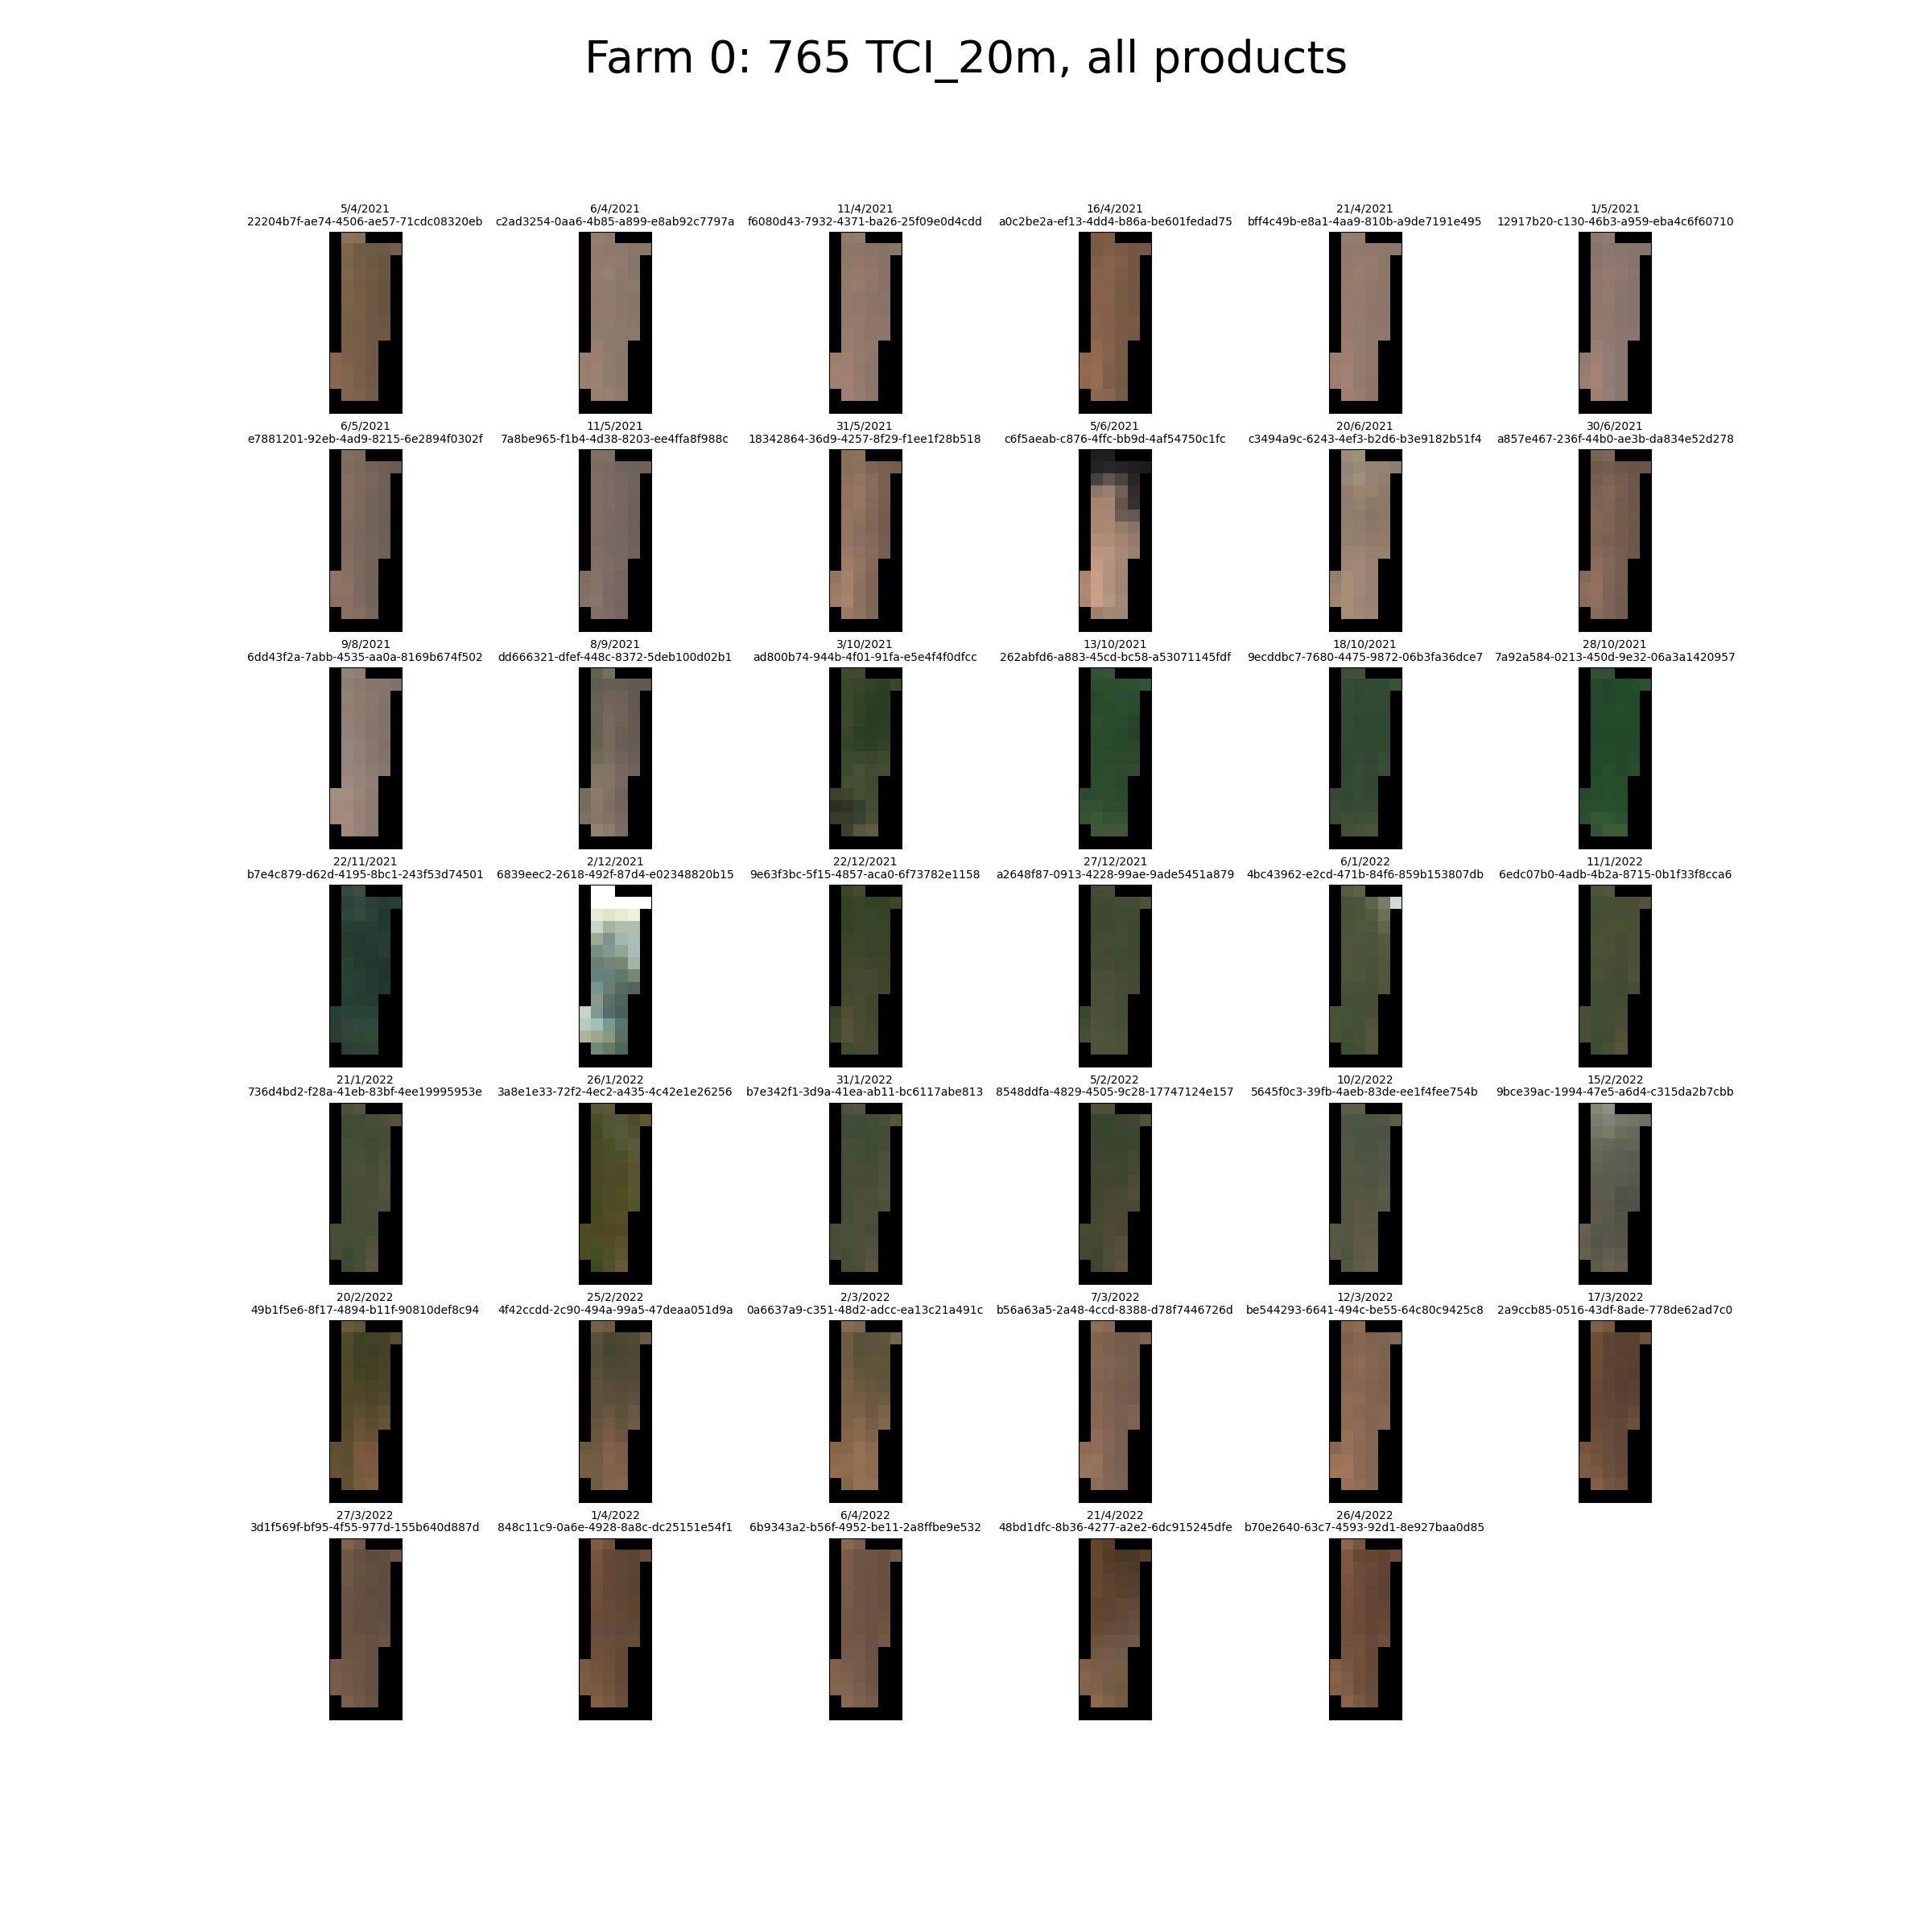 Farm 0: 765 TCI_20m, all products
5/4/2021
22204b7f-ae74-4506-ae57-71cdc08320eb
6/4/2021
c2ad3254-0aa6-4b85-a899-e8ab92c7797a
11/4/2021
f6080d43-7932-4371-ba26-25f09e0d4cdd
16/4/2021
a0c2be2a-ef13-4dd4-b86a-be601fedad75
21/4/2021
bff4c49b-e8a1-4aa9-810b-a9de7191e495
1/5/2021
12917b20-c130-46b3-a959-eba4c6f60710
6/5/2021
e7881201-92eb-4ad9-8215-6e2894f0302f
11/5/2021
7a8be965-f1b4-4d38-8203-ee4ffa8f988c
31/5/2021
18342864-36d9-4257-8f29-f1ee1f28b518
5/6/2021
c6f5aeab-c876-4ffc-bb9d-4af54750c1fc
20/6/2021
c3494a9c-6243-4ef3-b2d6-b3e9182b51f4
30/6/2021
a857e467-236f-44b0-ae3b-da834e52d278
9/8/2021
6dd43f2a-7abb-4535-aa0a-8169b674f502
8/9/2021
dd666321-dfef-448c-8372-5deb100d02b1
3/10/2021
ad800b74-944b-4f01-91fa-e5e4f4f0dfcc
13/10/2021
262abfd6-a883-45cd-bc58-a53071145fdf
18/10/2021
9ecddbc7-7680-4475-9872-06b3fa36dce7
28/10/2021
7a92a584-0213-450d-9e32-06a3a1420957
22/11/2021
b7e4c879-d62d-4195-8bc1-243f53d74501
2/12/2021
6839eec2-2618-492f-87d4-e02348820b15
22/12/2021
9e63f3bc-5f15-4857-aca0-6f73782e1158
27/12/2021
a2648f87-0913-4228-99ae-9ade5451a879
6/1/2022
4bc43962-e2cd-471b-84f6-859b153807db
11/1/2022
6edc07b0-4adb-4b2a-8715-0b1f33f8cca6
21/1/2022
736d4bd2-f28a-41eb-83bf-4ee19995953e
26/1/2022
3a8e1e33-72f2-4ec2-a435-4c42e1e26256
31/1/2022
b7e342f1-3d9a-41ea-ab11-bc6117abe813
5/2/2022
8548ddfa-4829-4505-9c28-17747124e157
10/2/2022
5645f0c3-39fb-4aeb-83de-ee1f4fee754b
15/2/2022
9bce39ac-1994-47e5-a6d4-c315da2b7cbb
20/2/2022
49b1f5e6-8f17-4894-b11f-90810def8c94
25/2/2022
4f42ccdd-2c90-494a-99a5-47deaa051d9a
2/3/2022
0a6637a9-c351-48d2-adcc-ea13c21a491c
7/3/2022
b56a63a5-2a48-4ccd-8388-d78f7446726d
12/3/2022
be544293-6641-494c-be55-64c80c9425c8
17/3/2022
2a9ccb85-0516-43df-8ade-778de62ad7c0
27/3/2022
3d1f569f-bf95-4f55-977d-155b640d887d
1/4/2022
848c11c9-0a6e-4928-8a8c-dc25151e54f1
6/4/2022
6b9343a2-b56f-4952-be11-2a8ffbe9e532
21/4/2022
48bd1dfc-8b36-4277-a2e2-6dc915245dfe
26/4/2022
b70e2640-63c7-4593-92d1-8e927baa0d85